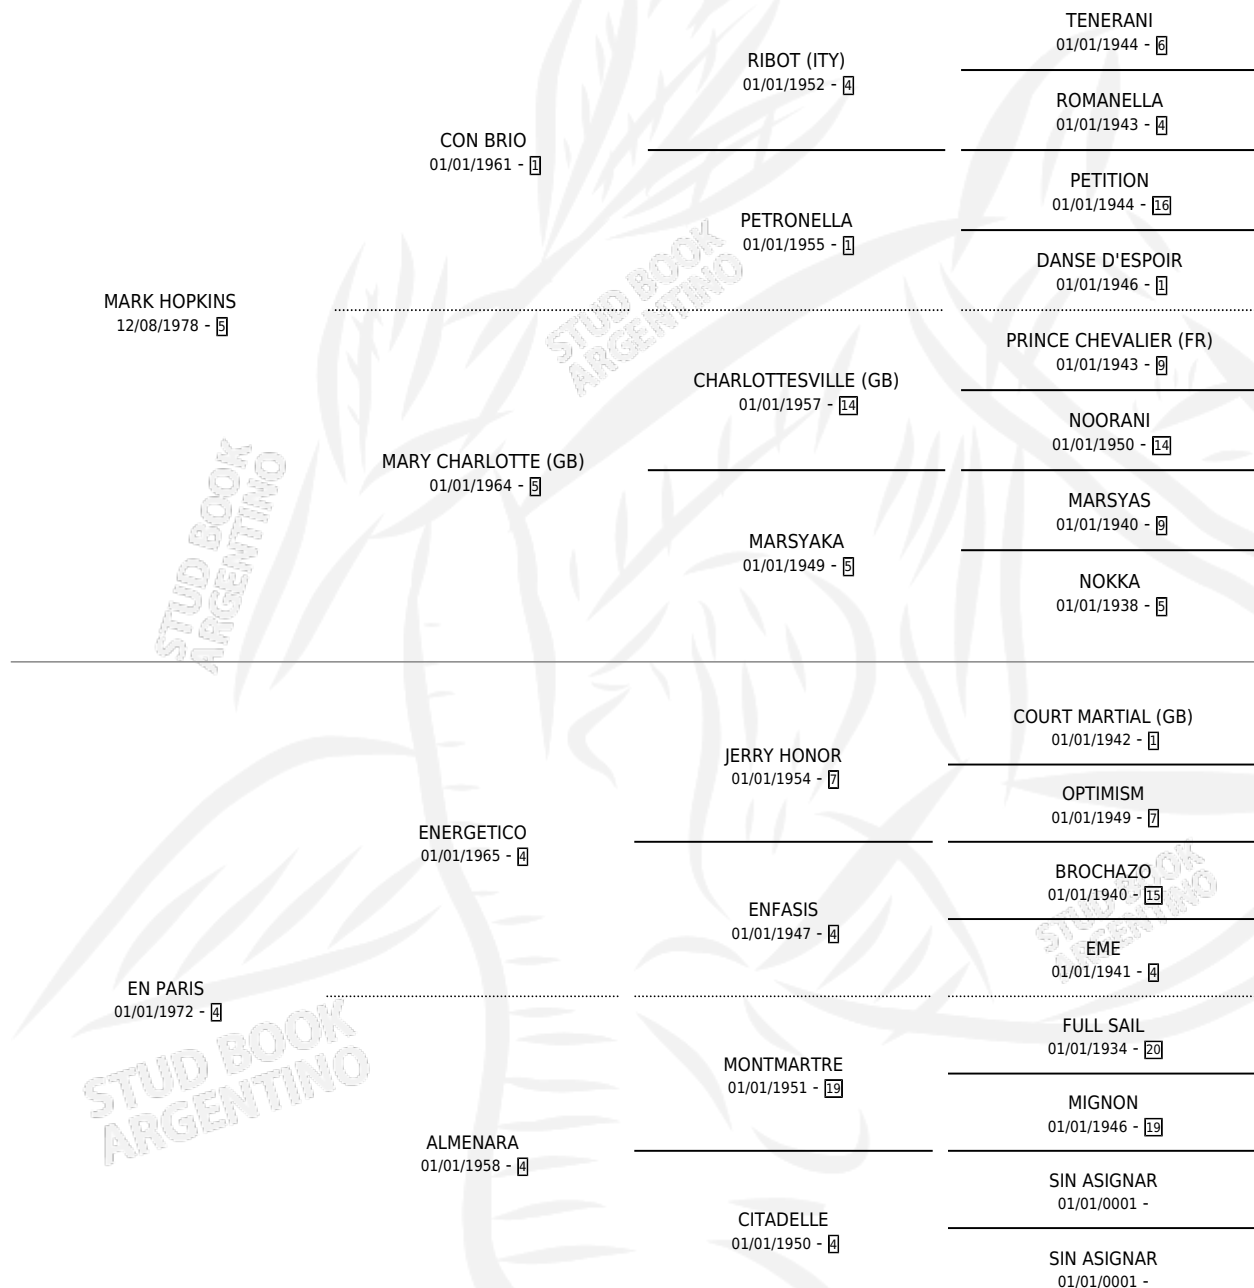 TENERANI
01/01/1944 - 6
RIBOT (ITY)
01/01/1952 - 4
ROMANELLA
01/01/1943 - 4
CON BRIO
01/01/1961 - 1
PETITION
01/01/1944 - 16
PETRONELLA
01/01/1955 - 1
DANSE D'ESPOIR
01/01/1946 - 1
MARK HOPKINS
12/08/1978 - 5
PRINCE CHEVALIER (FR)
01/01/1943 - 9
CHARLOTTESVILLE (GB)
01/01/1957 - 14
NOORANI
01/01/1950 - 14
MARY CHARLOTTE (GB)
01/01/1964 - 5
MARSYAS
01/01/1940 - 9
MARSYAKA
01/01/1949 - 5
NOKKA
01/01/1938 - 5
COURT MARTIAL (GB)
01/01/1942 - 1
JERRY HONOR
01/01/1954 - 7
OPTIMISM
01/01/1949 - 7
ENERGETICO
01/01/1965 - 4
BROCHAZO
01/01/1940 - 15
ENFASIS
01/01/1947 - 4
EME
01/01/1941 - 4
EN PARIS
01/01/1972 - 4
FULL SAIL
01/01/1934 - 20
MONTMARTRE
01/01/1951 - 19
MIGNON
01/01/1946 - 19
ALMENARA
01/01/1958 - 4
SIN ASIGNAR
01/01/0001 -
CITADELLE
01/01/1950 - 4
SIN ASIGNAR
01/01/0001 -
STUD BOOK
ARGENTINO
STUD BOOK
ARGENTINO
STUD BOOK
ARGENTINO
STUD BOOK
ARGENTINO